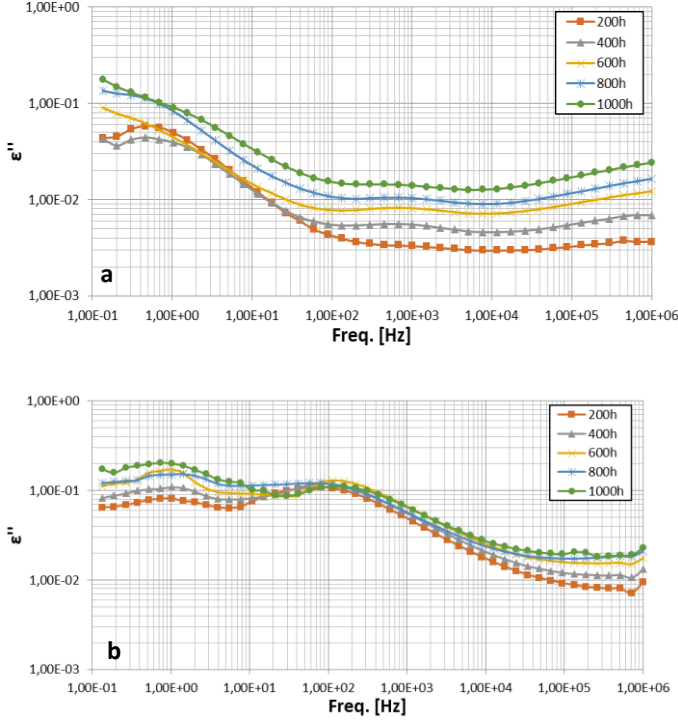 1,00E+00
1,00E-01
1,00E-02
1,00E-03
ε''
200h
400h
600h
800h
1000h
a
1,00E-01 1,00E+00 1,00E+01 1,00E+02 1,00E+03 1,00E+04 1,00E+05 1,00E+06
Freq. [Hz]
1,00E+00
1,00E-01
1,00E-02
1,00E-03
ε''
200h
400h
600h
800h
1000h
b
1,00E-01 1,00E+00 1,00E+01 1,00E+02 1,00E+03 1,00E+04 1,00E+05 1,00E+06
Freq. [Hz]